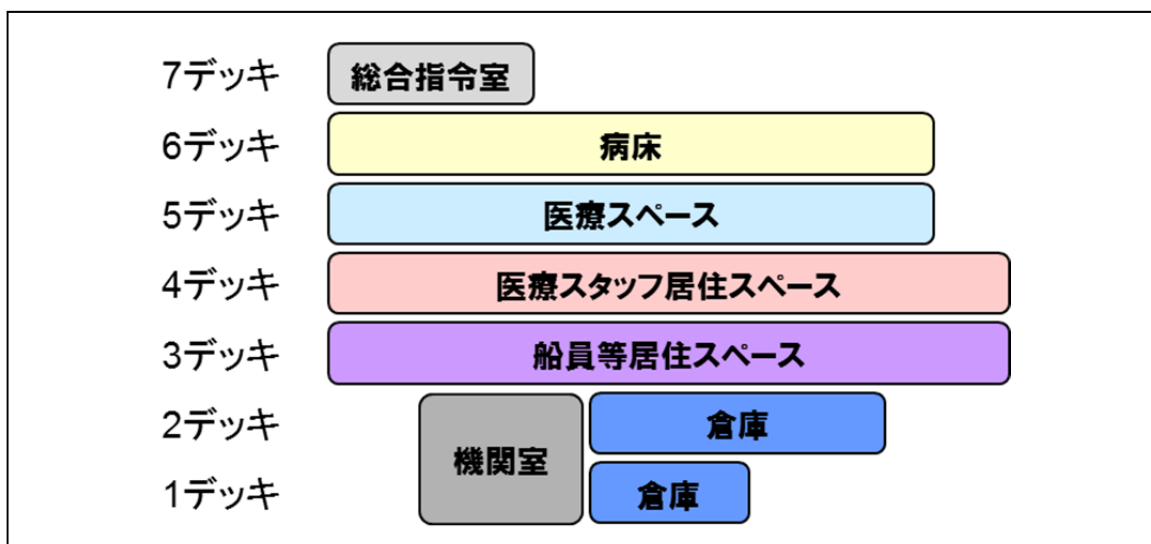 7デッキ 総合指令室
6デッキ 病床
5デッキ 医療スペース
4デッキ 医療スタッフ居住スペース
3デッキ 船員等居住スペース
2デッキ 倉庫
機関室
1デッキ 倉庫